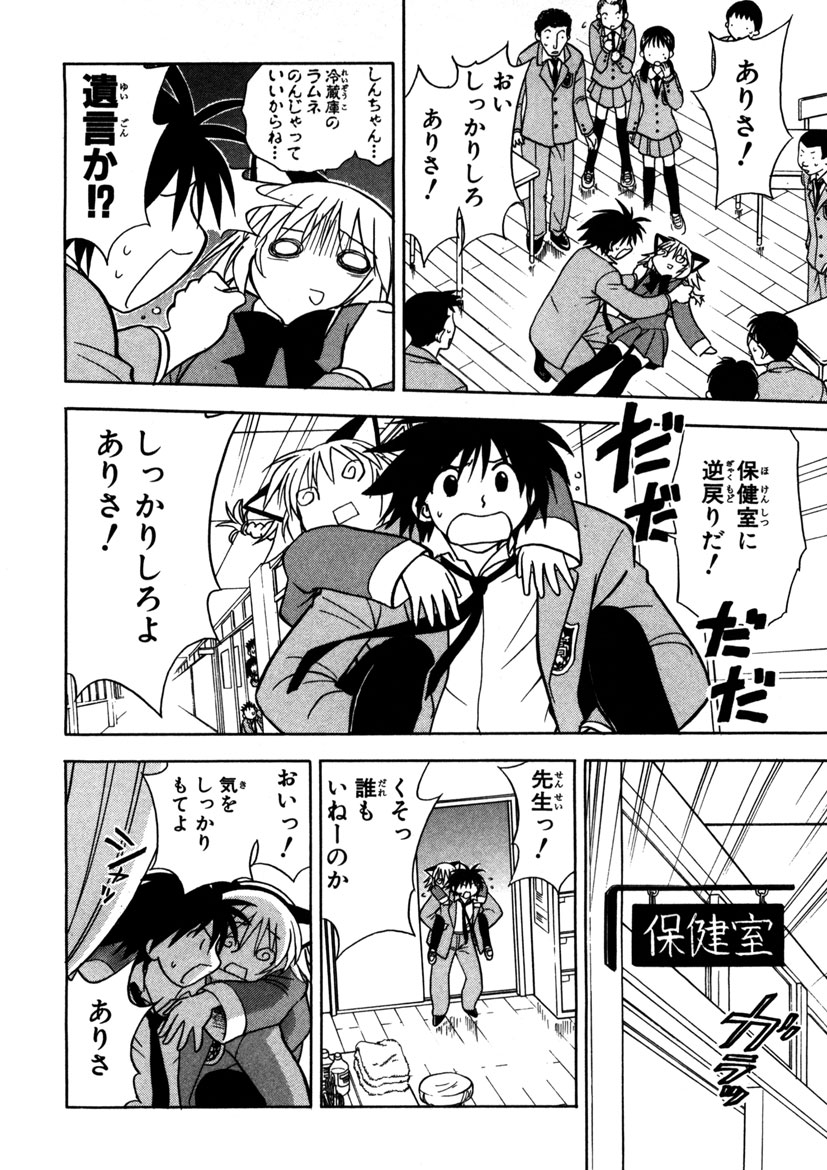 ありさ！
おい
しっかりしろ
ありさ！
しんちゃん…
冷蔵庫の
ラムネ
のんじゃって
いいからね…
遺言か!?
保健室に
逆戻りだ！
だだ
だだ
しっかりしろよ
ありさ！
保健室
ガラッ
先生っ！
くそっ
誰も
いねーのか
おいっ！
気を
しっかり
もてよ
ありさ